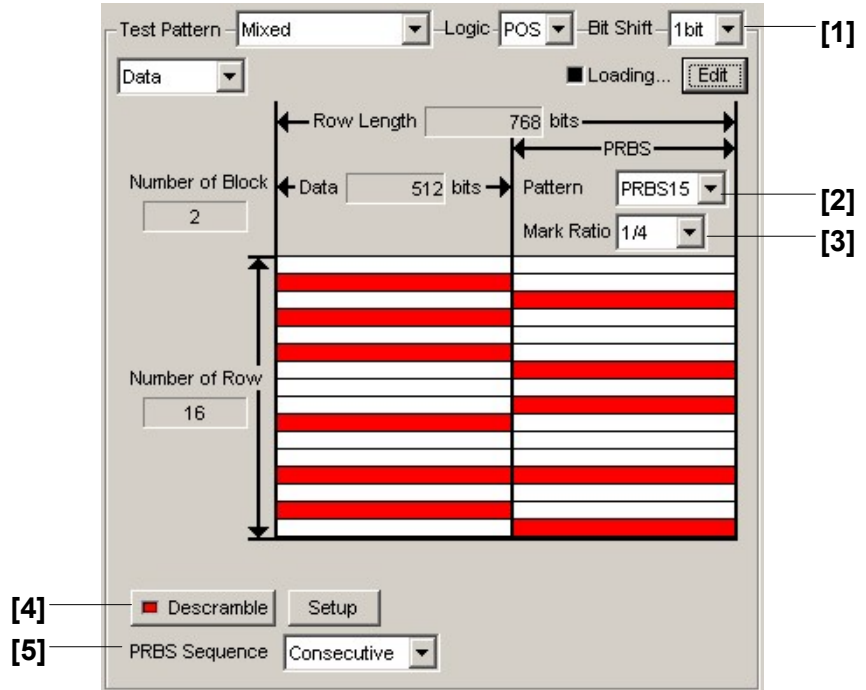 Test Pattern Mixed Logic POS Bit Shift 1bit [1]
Data Loading... Edit
Row Length 768 bits
PRBS
Number of Block Data 512 bits Pattern PRBS15 [2]
2
Mark Ratio 1/4 [3]
Number of Row
16
[4] Descramble Setup
[5] PRBS Sequence Consecutive